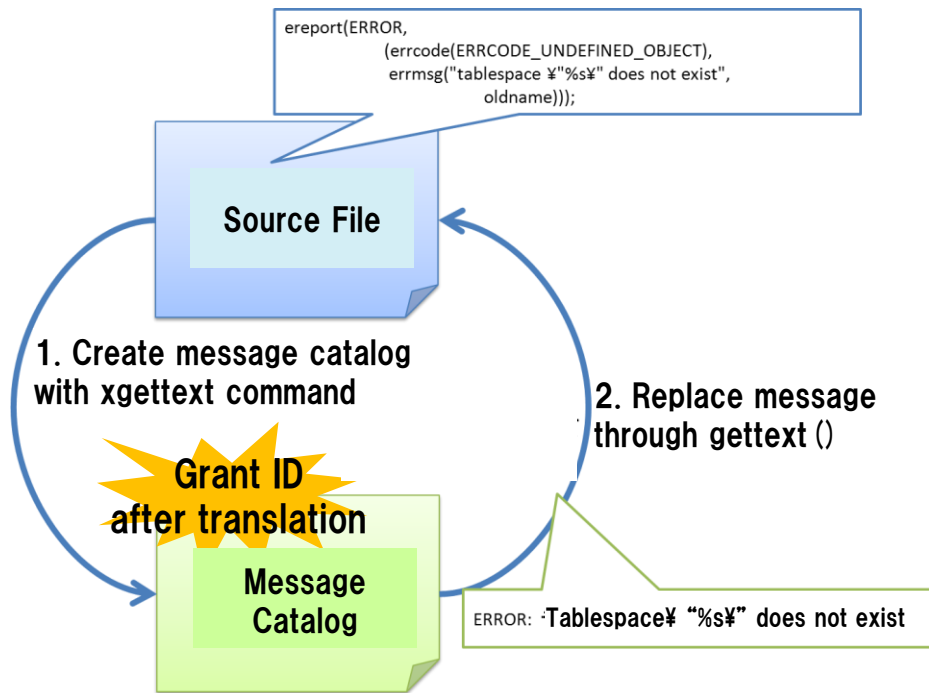 ereport(ERROR,
(errcode(ERRCODE_UNDEFINED_OBJECT),
errmsg("tablespace ¥"%s¥" does not exist",
oldname)));
Source File
1. Create message catalog
with xgettext command
2. Replace message
through gettext()
Grant ID
after translation
Message
Catalog
ERROR: Tablespace¥ “%s¥” does not exist